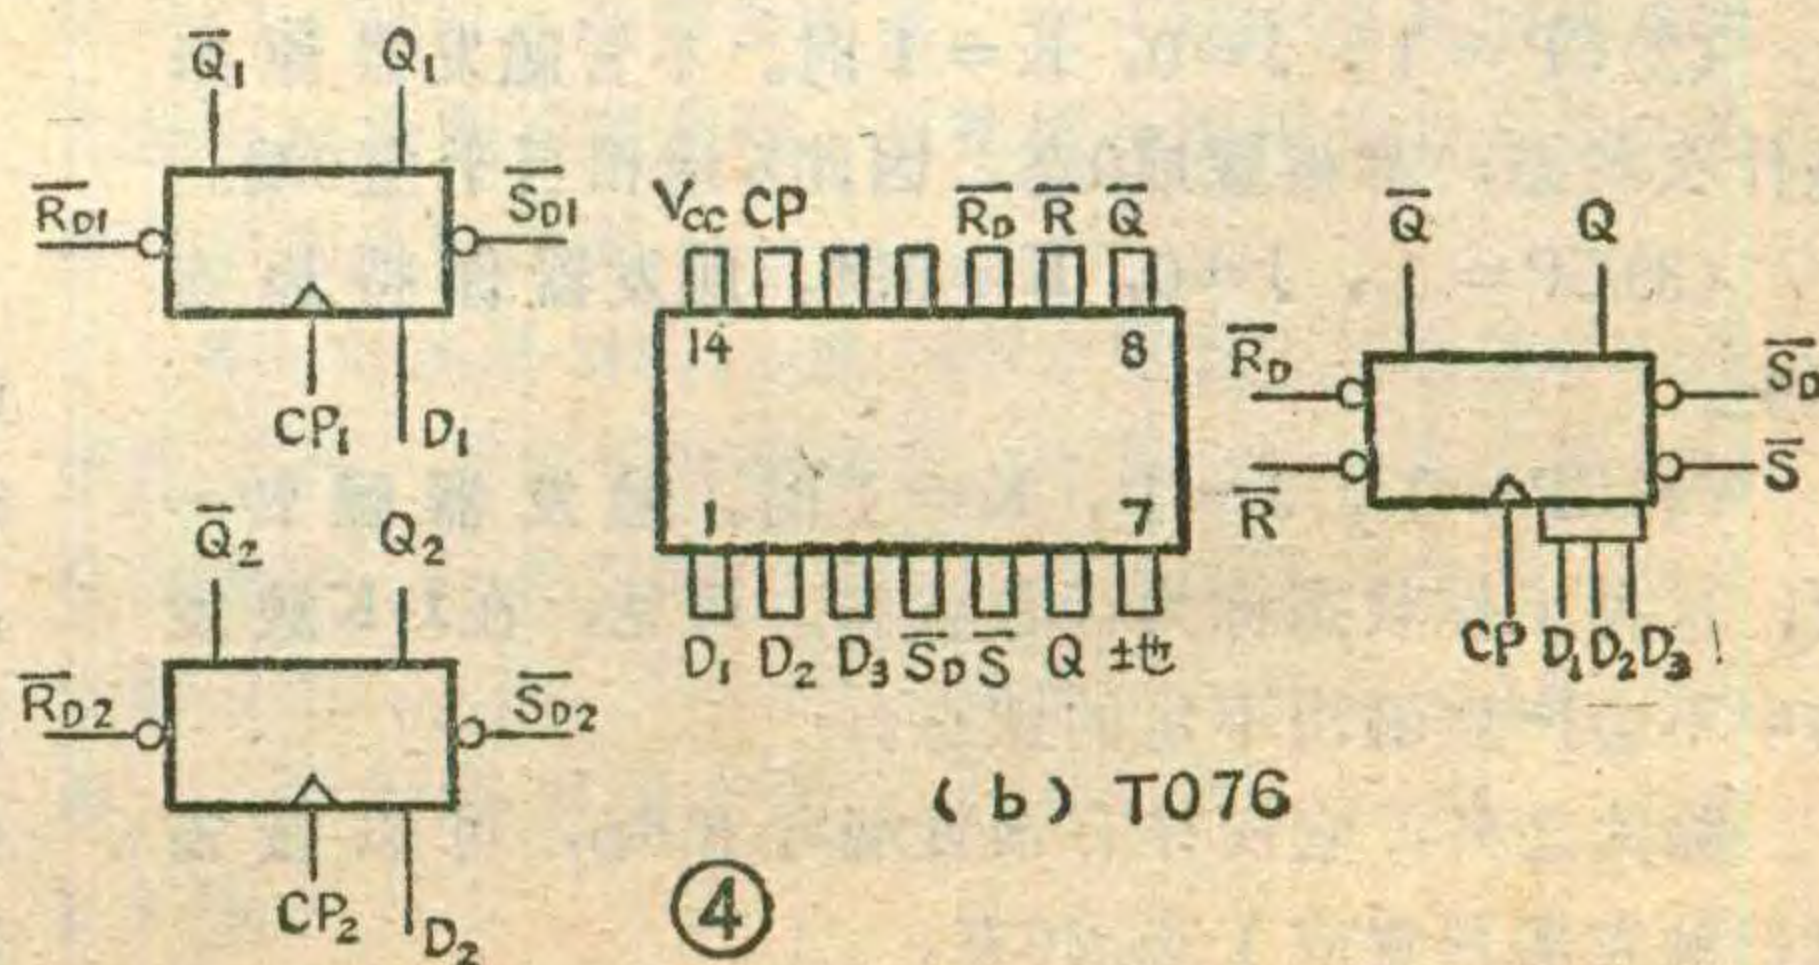 Q̅₁ Q₁
R̅D1 S̅D1
CP₁ D₁
Q̅₂ Q₂
R̅D2 S̅D2
CP₂ D₂
Vcc CP R̅D R̅ Q̅
14 8
1 7
D₁ D₂ D₃ S̅D S̅ Q 地
Q̅ Q
R̅D S̅D
R̅ S̅
CP D₁ D₂ D₃
(b) T076
④